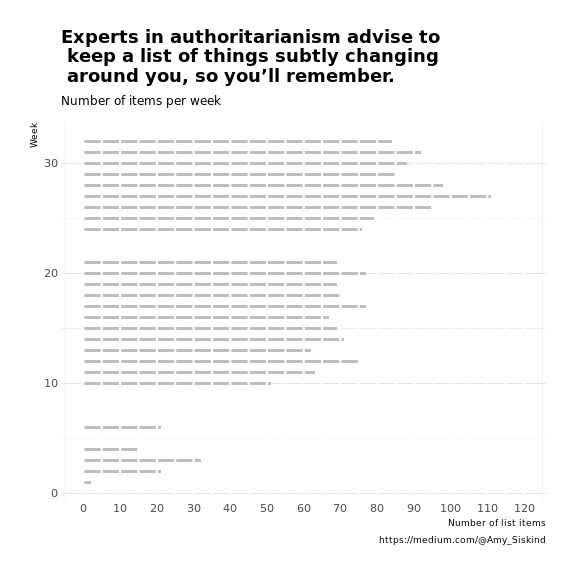 Experts in authoritarianism advise to
keep a list of things subtly changing
around you, so you’ll remember.
Number of items per week
Week
30
20
10
0
0 10 20 30 40 50 60 70 80 90 100 110 120
Number of list items
https://medium.com/@Amy_Siskind